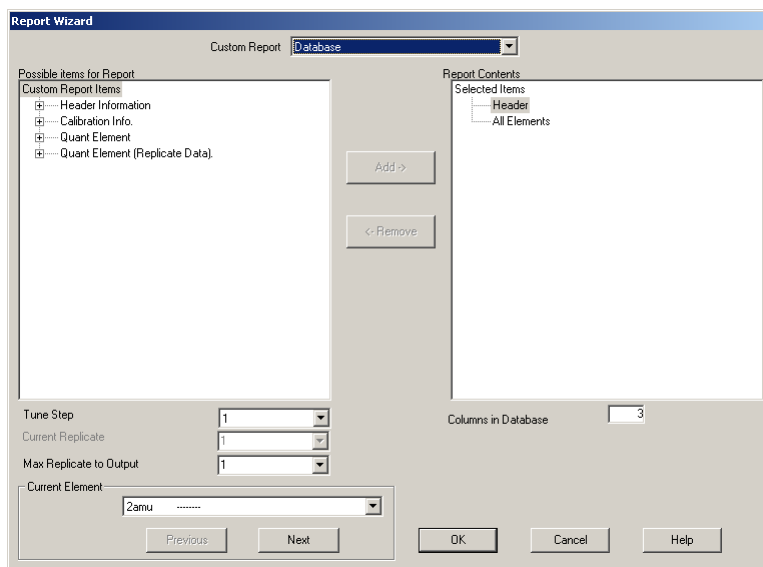 Report Wizard
Custom Report Database
Possible items for Report
Custom Report Items
Header Information
Calibration Info.
Quant Element
Quant Element (Replicate Data).
Add ->
<- Remove
Report Contents
Selected Items
Header
All Elements
Tune Step 1
Current Replicate 1
Max Replicate to Output 1
Columns in Database 3
Current Element
2amu --------
Previous Next OK Cancel Help